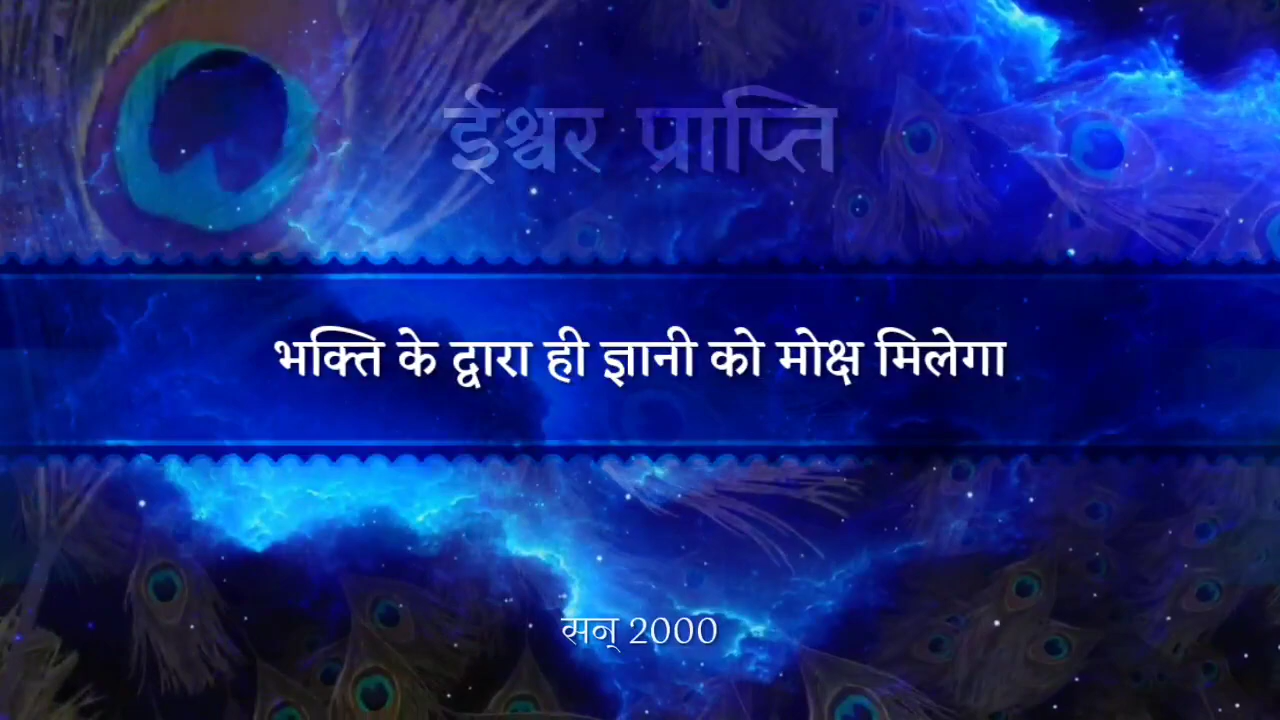 ईश्वर प्राप्ति
भक्ति के द्वारा ही ज्ञानी को मोक्ष मिलेगा
सन् 2000